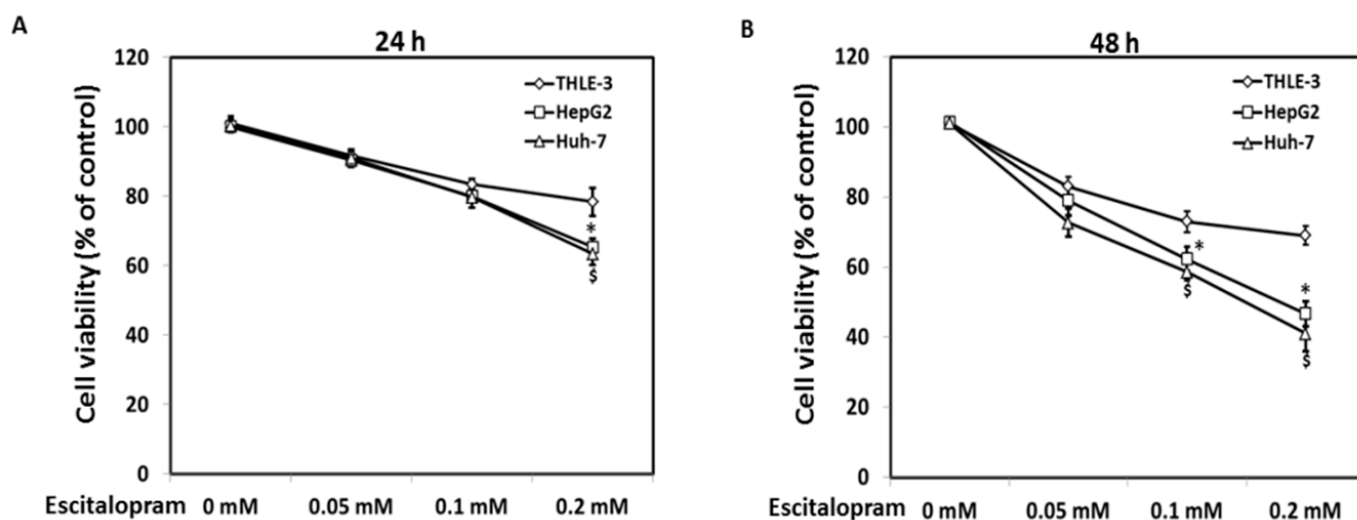 A
24 h
Cell viability (% of control)
120
100
80
60
40
20
0
THLE-3
HepG2
Huh-7
*
$
Escitalopram 0 mM 0.05 mM 0.1 mM 0.2 mM
B
48 h
Cell viability (% of control)
120
100
80
60
40
20
0
THLE-3
HepG2
Huh-7
*
$
*
$
Escitalopram 0 mM 0.05 mM 0.1 mM 0.2 mM